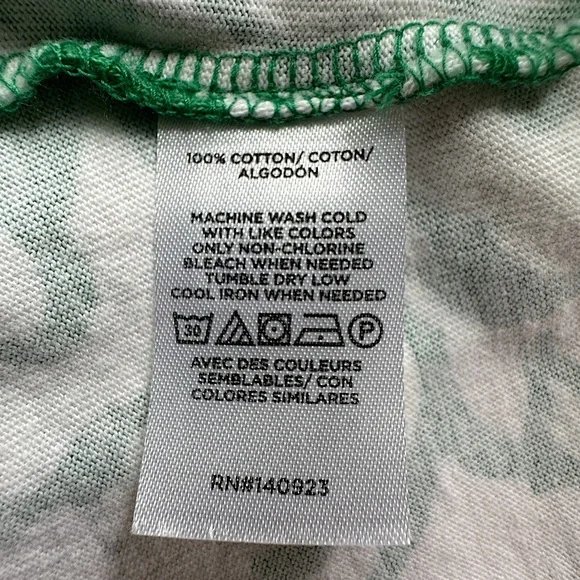 100% COTTON/ COTON/
ALGODÓN
MACHINE WASH COLD
WITH LIKE COLORS
ONLY NON-CHLORINE
BLEACH WHEN NEEDED
TUMBLE DRY LOW
COOL IRON WHEN NEEDED
30 P
AVEC DES COULEURS
SEMBLABLES/ CON
COLORES SIMILARES
RN#140923